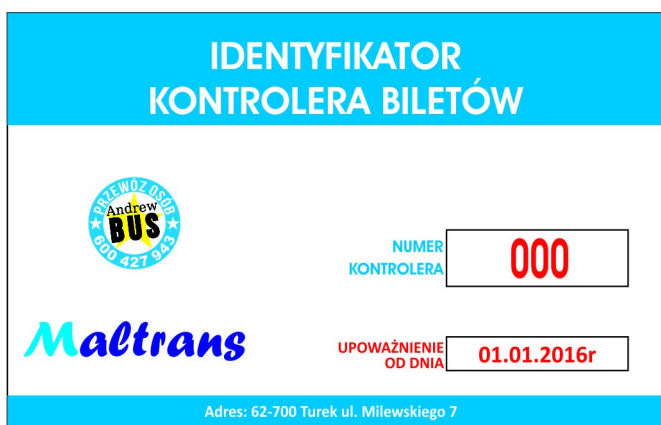 IDENTYFIKATOR
KONTROLERA BILETÓW
PRZEWÓZ OSÓB
Andrew
BUS
600 427 943
NUMER
KONTROLERA
000
Maltrans
UPOWAŻNIENIE
OD DNIA
01.01.2016r
Adres: 62-700 Turek ul. Milewskiego 7